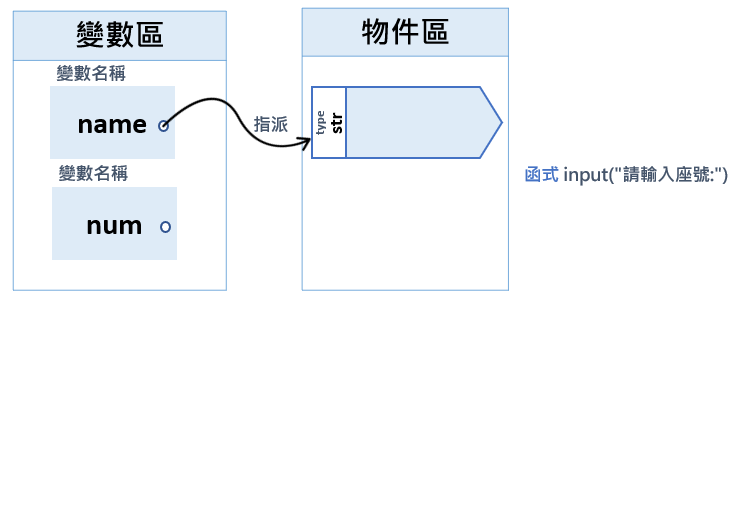 變數區
物件區
變數名稱
name
指派
type
str
變數名稱
num
函式 input("請輸入座號:")